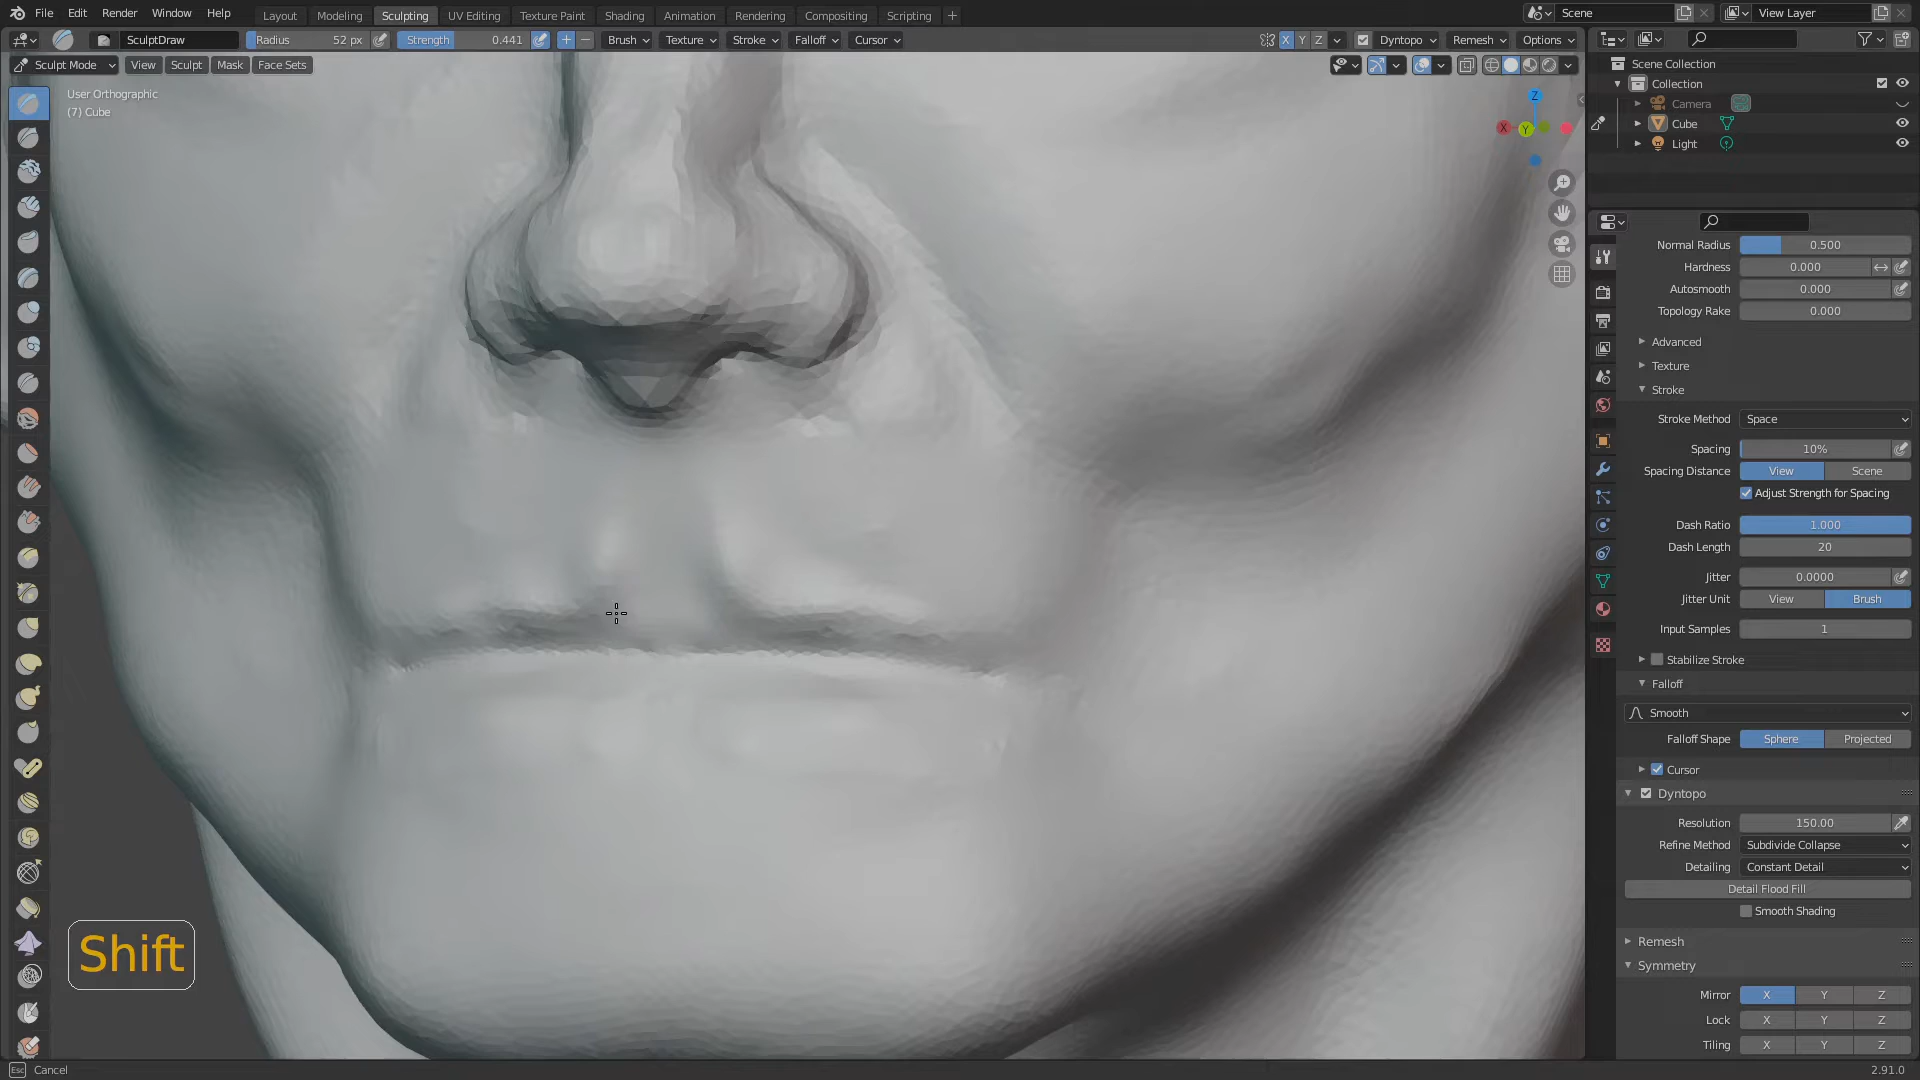 File Edit Render Window Help Layout Modeling Sculpting UV Editing Texture Paint Shading Animation Rendering Compositing Scripting + Scene View Layer
SculptDraw Radius 52 px Strength 0.441 + − Brush Texture Stroke Falloff Cursor X Y Z Dyntopo Remesh Options
Sculpt Mode View Sculpt Mask Face Sets
User Orthographic
(7) Cube
Z
X
Y
Scene Collection
Collection
Camera
Cube
Light
Normal Radius 0.500
Hardness 0.000
Autosmooth 0.000
Topology Rake 0.000
Advanced
Texture
Stroke
Stroke Method Space
Spacing 10%
Spacing Distance View Scene
Adjust Strength for Spacing
Dash Ratio 1.000
Dash Length 20
Jitter 0.0000
Jitter Unit View Brush
Input Samples 1
Stabilize Stroke
Falloff
Smooth
Falloff Shape Sphere Projected
Cursor
Dyntopo
Resolution 150.00
Refine Method Subdivide Collapse
Detailing Constant Detail
Detail Flood Fill
Smooth Shading
Remesh
Symmetry
Mirror X Y Z
Lock X Y Z
Tiling X Y Z
Shift
Esc Cancel
2.91.0